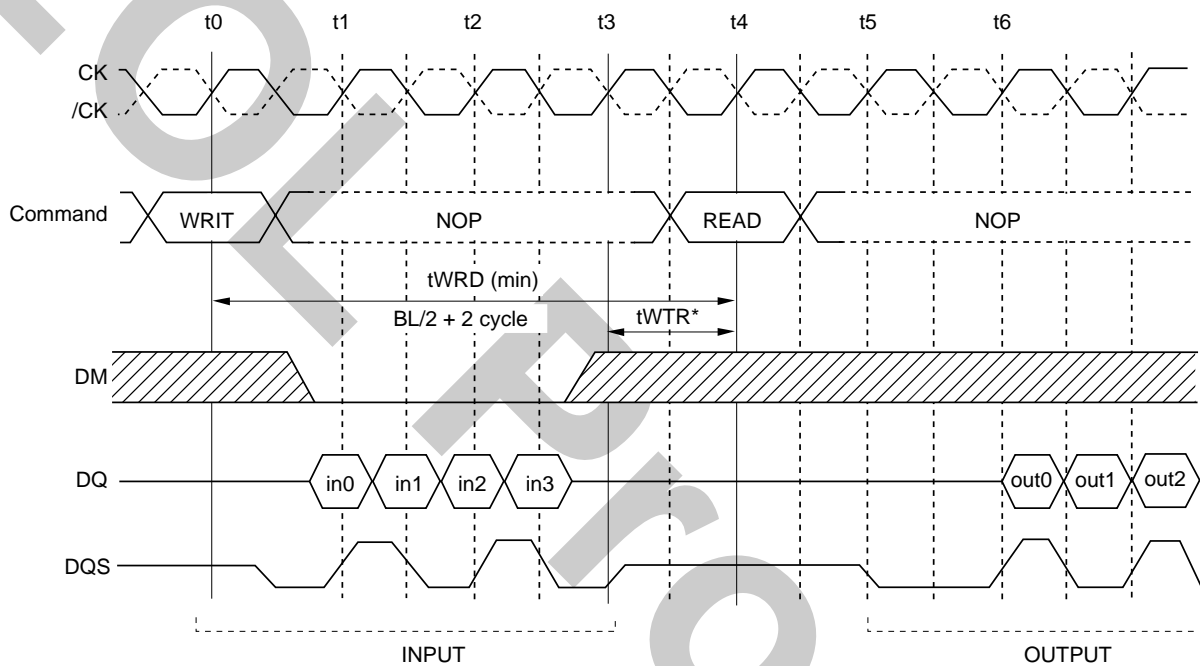 t0 t1 t2 t3 t4 t5 t6
CK
/CK
Command WRIT NOP READ NOP
tWRD (min)
BL/2 + 2 cycle
tWTR*
DM
DQ in0 in1 in2 in3 out0 out1 out2
DQS
INPUT OUTPUT